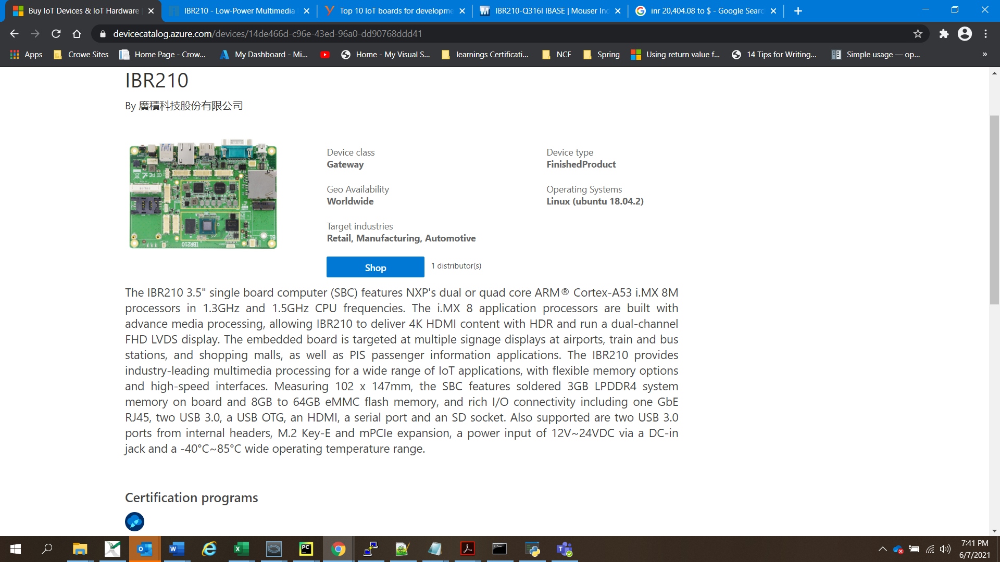 Buy IoT Devices & IoT Hardware
IBR210 - Low-Power Multimedia
Top 10 IoT boards for developme
IBR210-Q316I IBASE | Mouser Inc
inr 20,404.08 to $ - Google Searc
devicecatalog.azure.com/devices/14de466d-c96e-43ed-96a0-dd90768ddd41
Apps
Crowe Sites
Home Page - Crow...
My Dashboard - Mi...
Home - My Visual S...
learnings Certificati...
NCF
Spring
Using return value f...
14 Tips for Writing...
Simple usage — op...
»
IBR210
By 廣積科技股份有限公司
Device class
Gateway
Device type
FinishedProduct
Geo Availability
Worldwide
Operating Systems
Linux (ubuntu 18.04.2)
Target industries
Retail, Manufacturing, Automotive
Shop
1 distributor(s)
The IBR210 3.5" single board computer (SBC) features NXP's dual or quad core ARM® Cortex-A53 i.MX 8M
processors in 1.3GHz and 1.5GHz CPU frequencies. The i.MX 8 application processors are built with
advance media processing, allowing IBR210 to deliver 4K HDMI content with HDR and run a dual-channel
FHD LVDS display. The embedded board is targeted at multiple signage displays at airports, train and bus
stations, and shopping malls, as well as PIS passenger information applications. The IBR210 provides
industry-leading multimedia processing for a wide range of IoT applications, with flexible memory options
and high-speed interfaces. Measuring 102 x 147mm, the SBC features soldered 3GB LPDDR4 system
memory on board and 8GB to 64GB eMMC flash memory, and rich I/O connectivity including one GbE
RJ45, two USB 3.0, a USB OTG, an HDMI, a serial port and an SD socket. Also supported are two USB 3.0
ports from internal headers, M.2 Key-E and mPCIe expansion, a power input of 12V~24VDC via a DC-in
jack and a -40°C~85°C wide operating temperature range.
Certification programs
7:41 PM
6/7/2021